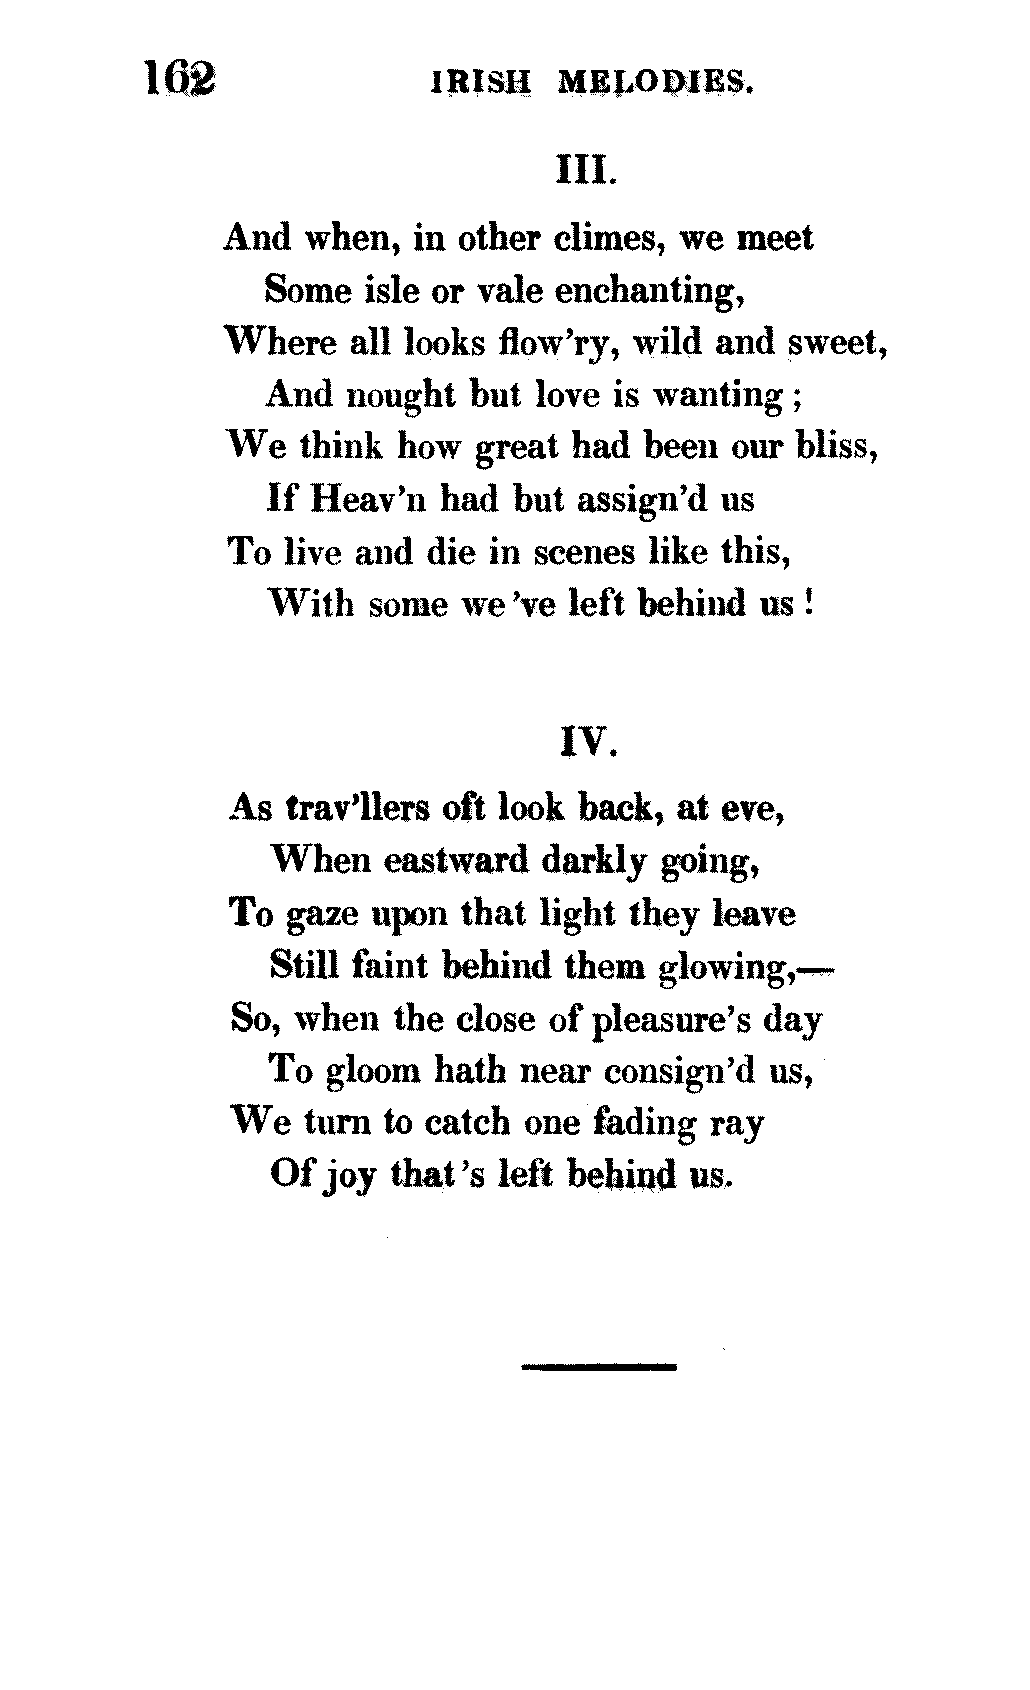 162 IRISH MELODIES.
III.
And when, in other climes, we meet
Some isle or vale enchanting,
Where all looks flow'ry, wild and sweet,
And nought but love is wanting;
We think how great had been our bliss,
If Heav'n had but assign'd us
To live and die in scenes like this,
With some we've left behind us!
IV.
As trav'llers oft look back, at eve,
When eastward darkly going,
To gaze upon that light they leave
Still faint behind them glowing,—
So, when the close of pleasure's day
To gloom hath near consign'd us,
We turn to catch one fading ray
Of joy that's left behind us.